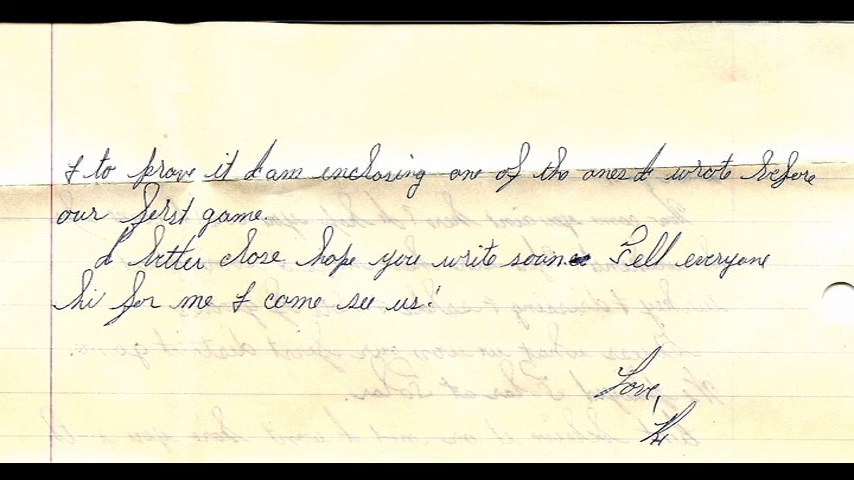 & to prove it I am enclosing one of the ones I wrote before
our first game.
I better close hope you write soon. Tell everyone
hi for me & come see us!
Love,